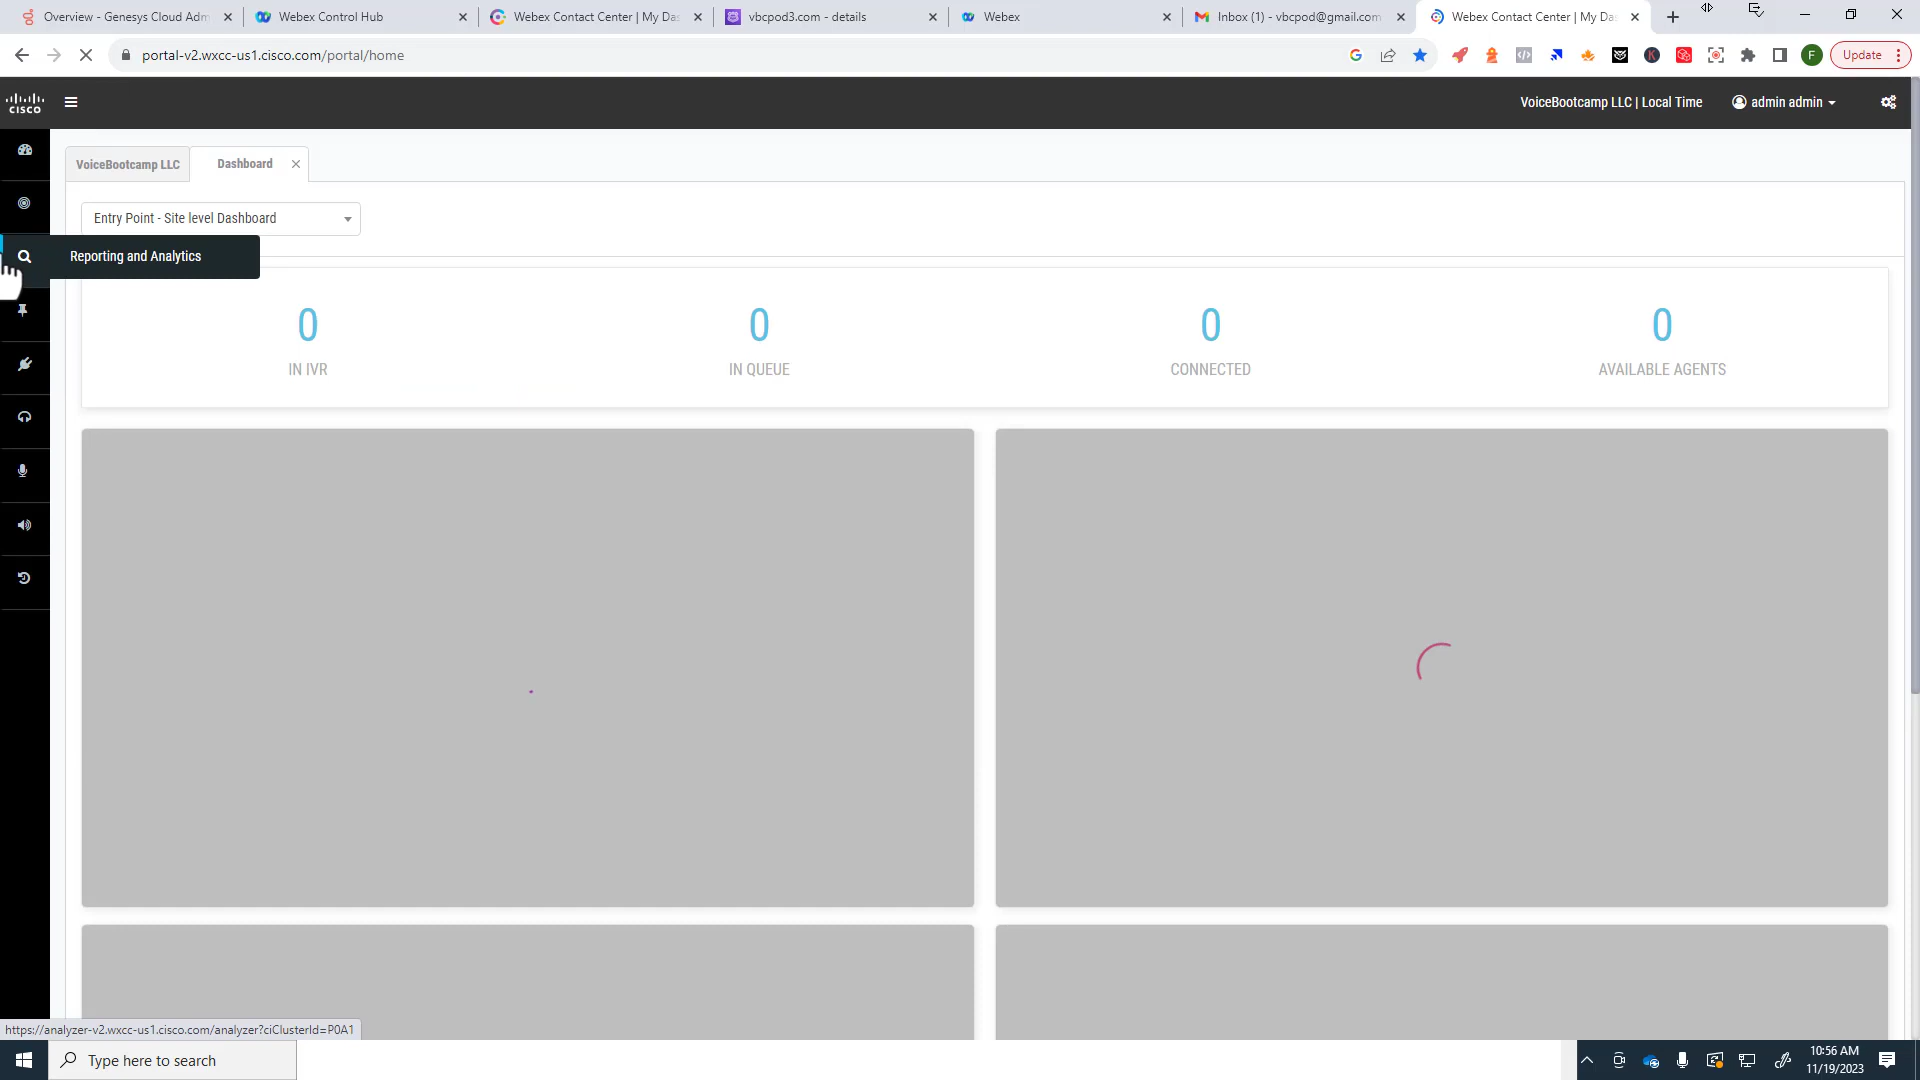 Overview - Genesys Cloud Adm
Webex Control Hub
Webex Contact Center | My Das
vbcpod3.com - details
Webex
Inbox (1) - vbcpod@gmail.com
Webex Contact Center | My Das
portal-v2.wxcc-us1.cisco.com/portal/home
F
Update
CISCO
VoiceBootcamp LLC | Local Time
admin admin
VoiceBootcamp LLC
Dashboard
Entry Point - Site level Dashboard
Reporting and Analytics
0
0
0
0
IN IVR
IN QUEUE
CONNECTED
AVAILABLE AGENTS
https://analyzer-v2.wxcc-us1.cisco.com/analyzer?ciClusterId=P0A1
Type here to search
10:56 AM
11/19/2023